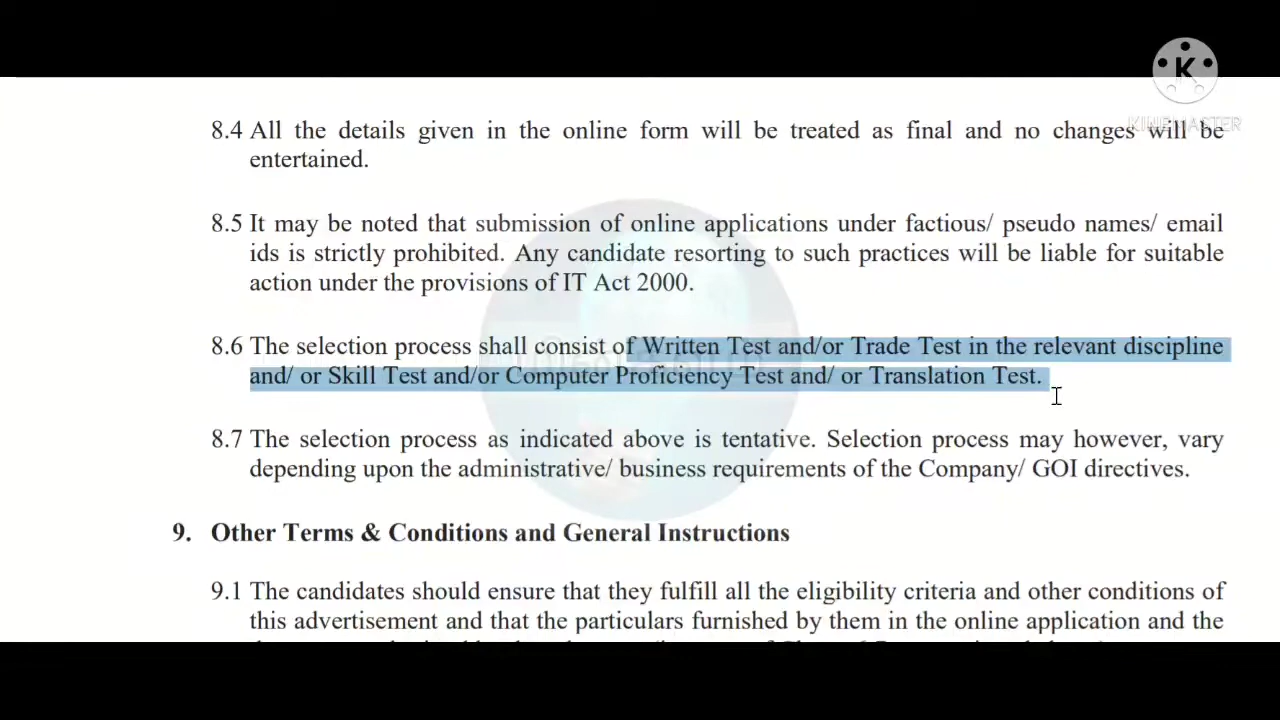 K
KINEMASTER
8.4 All the details given in the online form will be treated as final and no changes will be
entertained.
8.5 It may be noted that submission of online applications under factious/ pseudo names/ email
ids is strictly prohibited. Any candidate resorting to such practices will be liable for suitable
action under the provisions of IT Act 2000.
8.6 The selection process shall consist of Written Test and/or Trade Test in the relevant discipline
and/ or Skill Test and/or Computer Proficiency Test and/ or Translation Test.
8.7 The selection process as indicated above is tentative. Selection process may however, vary
depending upon the administrative/ business requirements of the Company/ GOI directives.
9. Other Terms & Conditions and General Instructions
9.1 The candidates should ensure that they fulfill all the eligibility criteria and other conditions of
this advertisement and that the particulars furnished by them in the online application and the